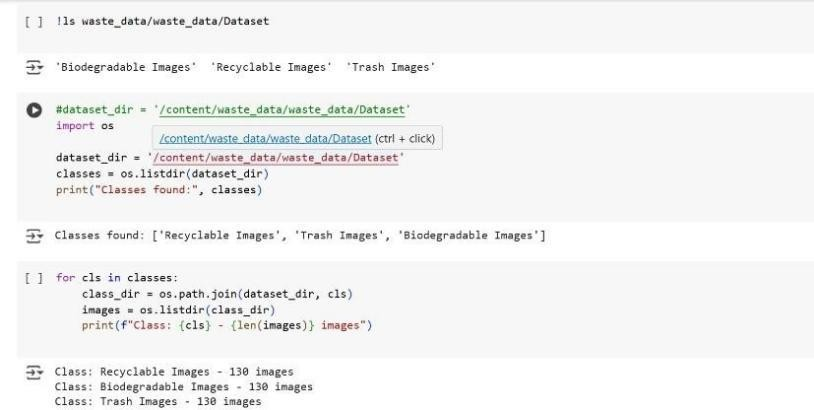 [ ] !ls waste_data/waste_data/Dataset
'Biodegradable Images' 'Recyclable Images' 'Trash Images'
#dataset_dir = '/content/waste_data/waste_data/Dataset'
import os
/content/waste_data/waste_data/Dataset (ctrl + click)
dataset_dir = '/content/waste_data/waste_data/Dataset'
classes = os.listdir(dataset_dir)
print("Classes found:", classes)
Classes found: ['Recyclable Images', 'Trash Images', 'Biodegradable Images']
[ ] for cls in classes:
class_dir = os.path.join(dataset_dir, cls)
images = os.listdir(class_dir)
print(f"Class: {cls} - {len(images)} images")
Class: Recyclable Images - 130 images
Class: Biodegradable Images - 130 images
Class: Trash Images - 130 images